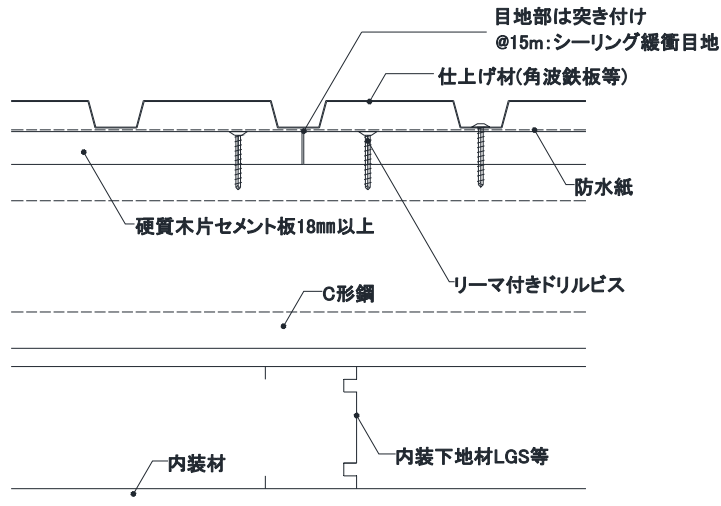 目地部は突き付け
@15m:シーリング緩衝目地
仕上げ材(角波鉄板等)
防水紙
硬質木片セメント板18㎜以上
リーマ付きドリルビス
C形鋼
内装下地材LGS等
内装材